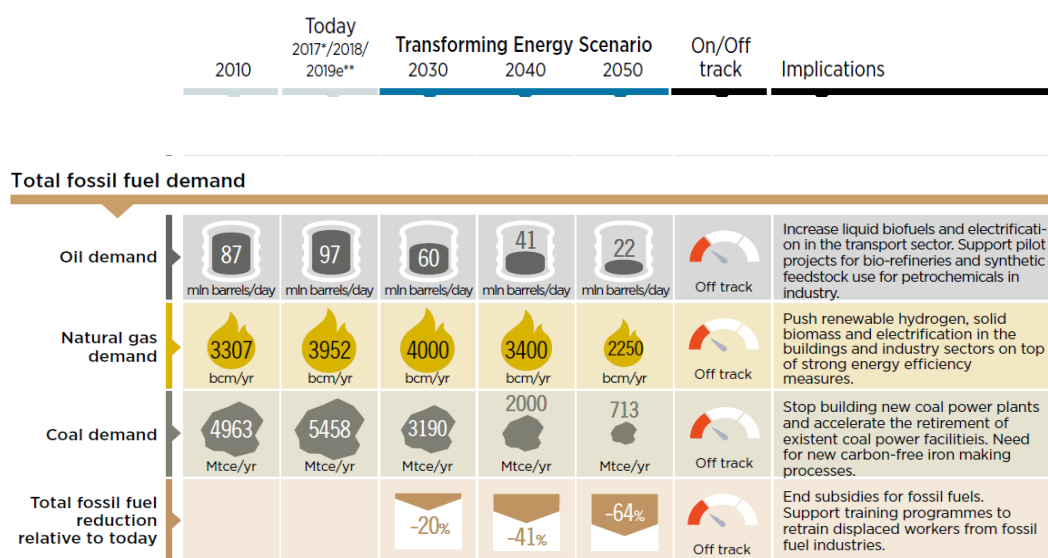 Today
2017*/2018/
2019e**
2010
Transforming Energy Scenario
2030 2040 2050
On/Off
track
Implications
Total fossil fuel demand
Oil demand
87
mln barrels/day
97
mln barrels/day
60
mln barrels/day
41
mln barrels/day
22
mln barrels/day
Off track
Increase liquid biofuels and electrificati-
on in the transport sector. Support pilot
projects for bio-refineries and synthetic
feedstock use for petrochemicals in
industry.
Natural gas
demand
3307
bcm/yr
3952
bcm/yr
4000
bcm/yr
3400
bcm/yr
2250
bcm/yr
Off track
Push renewable hydrogen, solid
biomass and electrification in the
buildings and industry sectors on top
of strong energy efficiency
measures.
Coal demand
4963
Mtce/yr
5458
Mtce/yr
3190
Mtce/yr
2000
Mtce/yr
713
Mtce/yr
Off track
Stop building new coal power plants
and accelerate the retirement of
existent coal power facilitieis. Need
for new carbon-free iron making
processes.
Total fossil fuel
reduction
relative to today
-20%
-41%
-64%
Off track
End subsidies for fossil fuels.
Support training programmes to
retrain displaced workers from fossil
fuel industries.